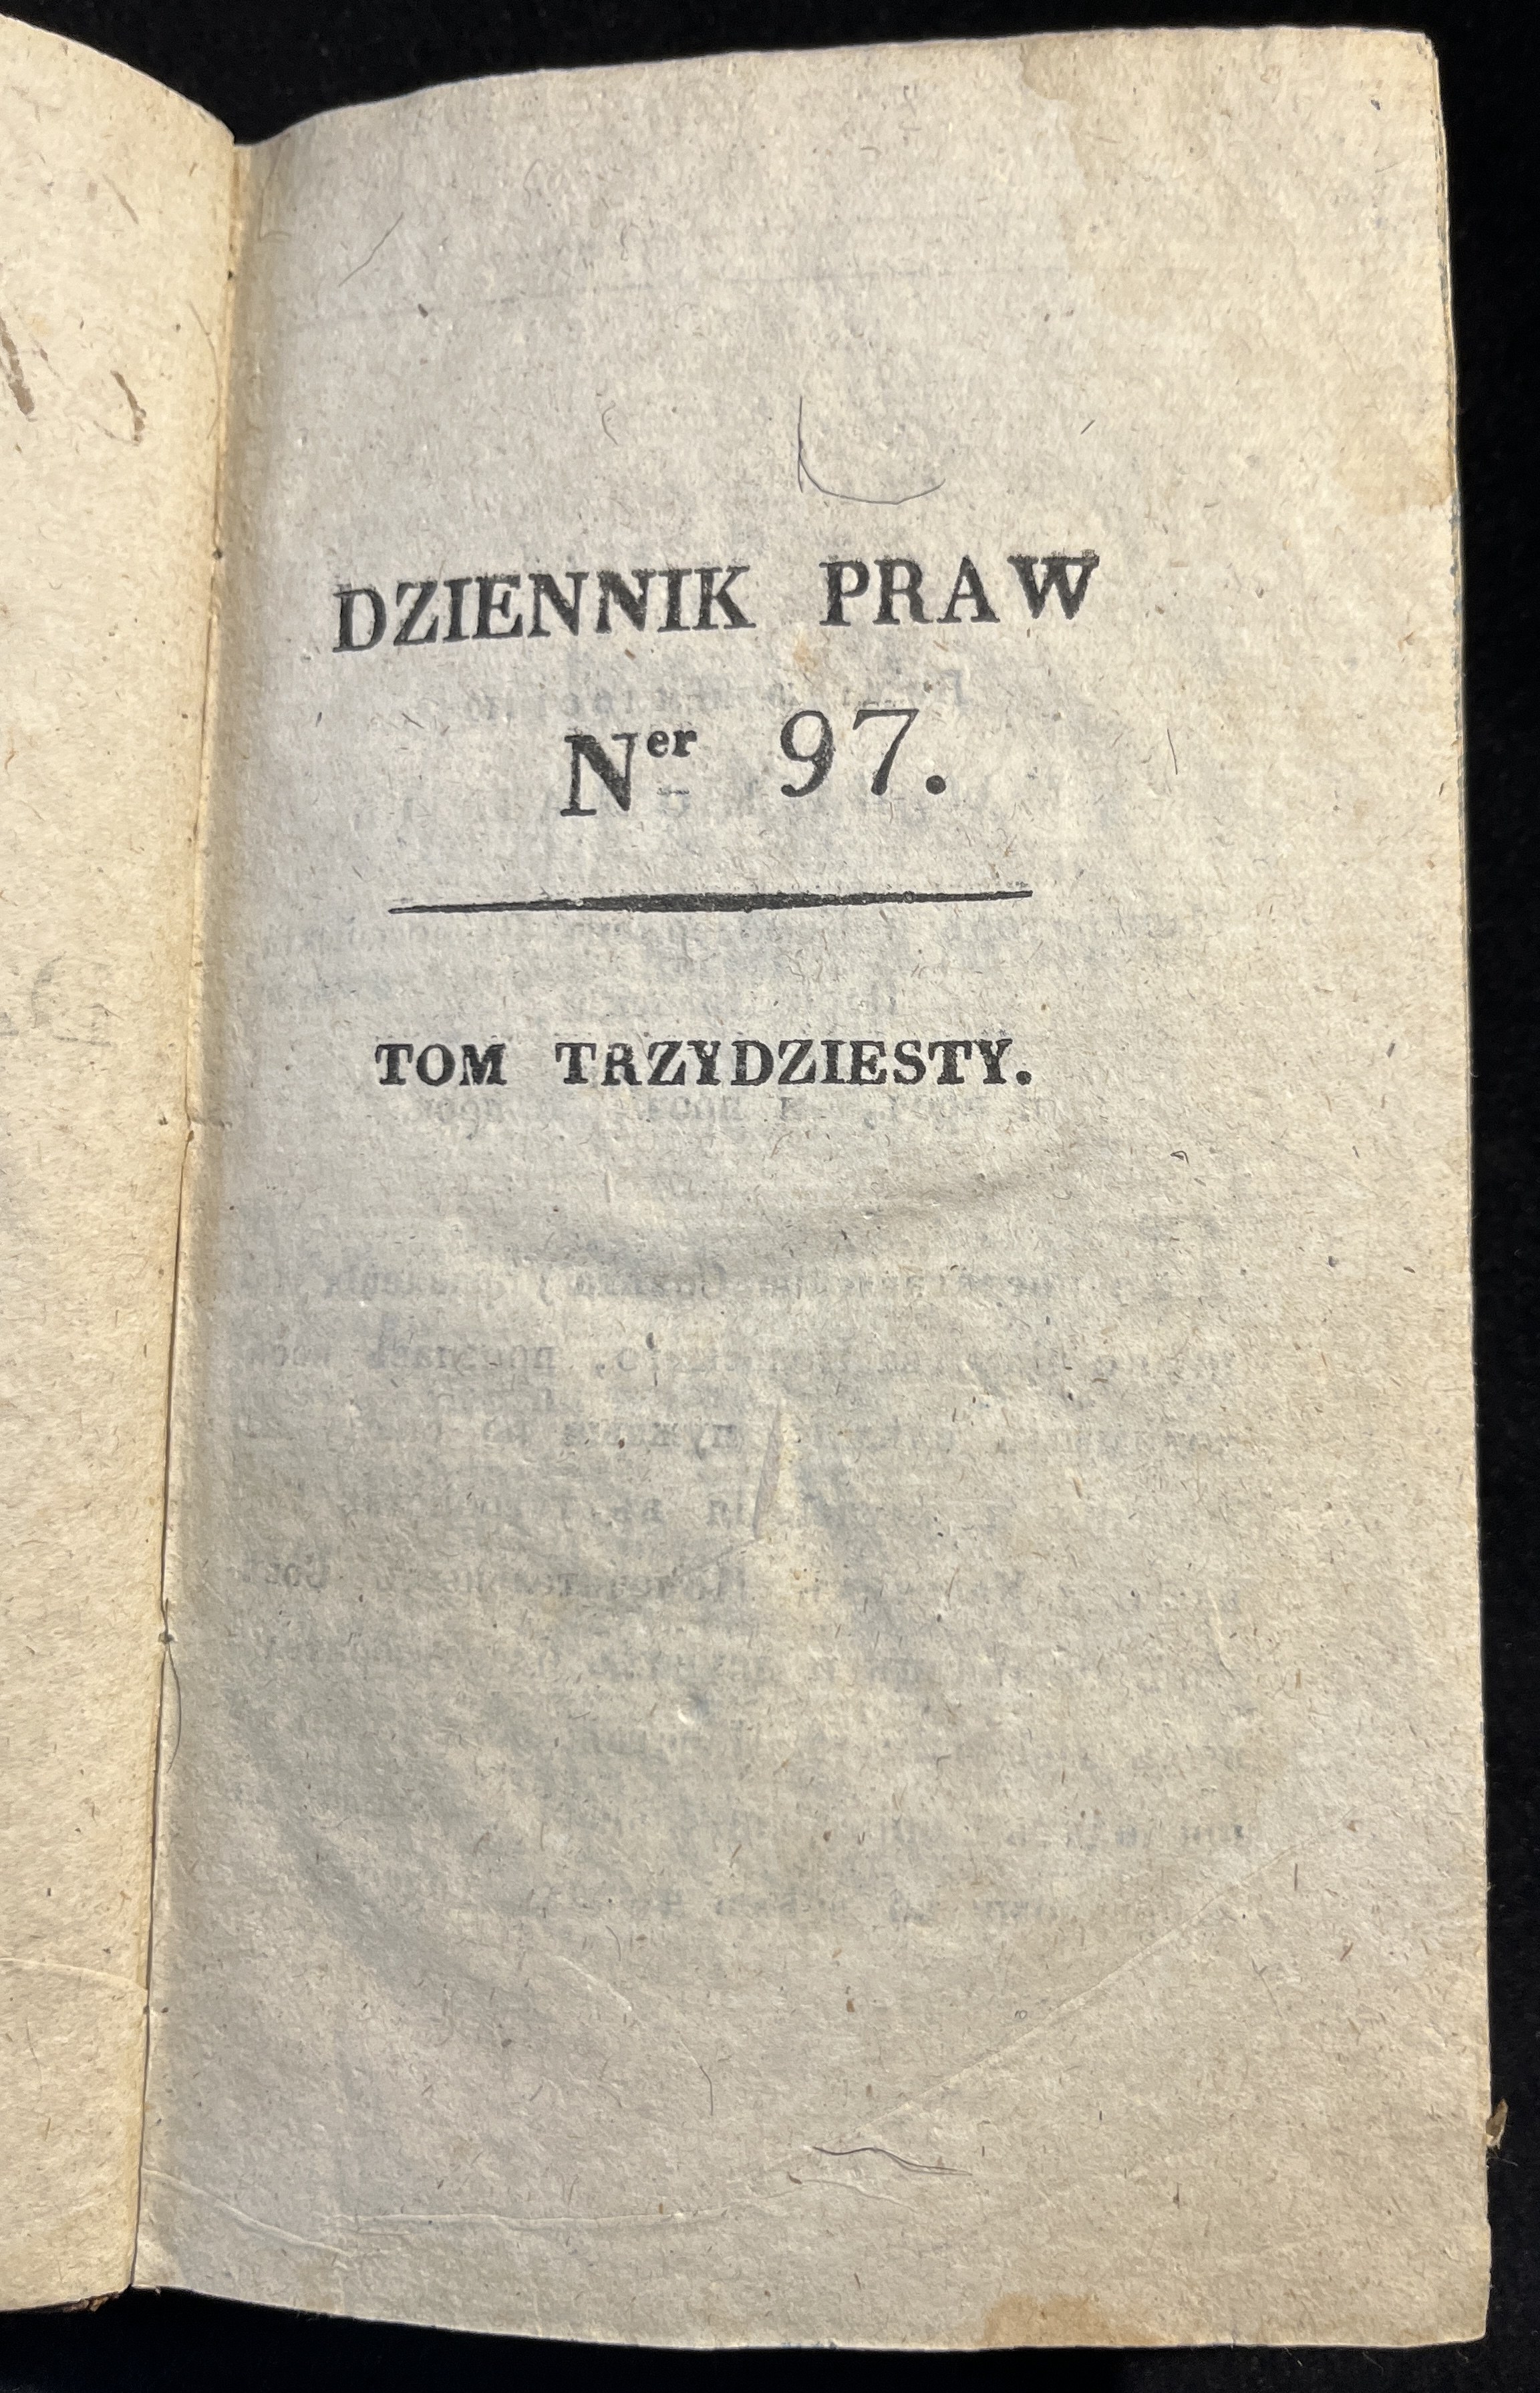 DZIENNIK PRAW
Ner 97.
TOM TRZYDZIESTY.